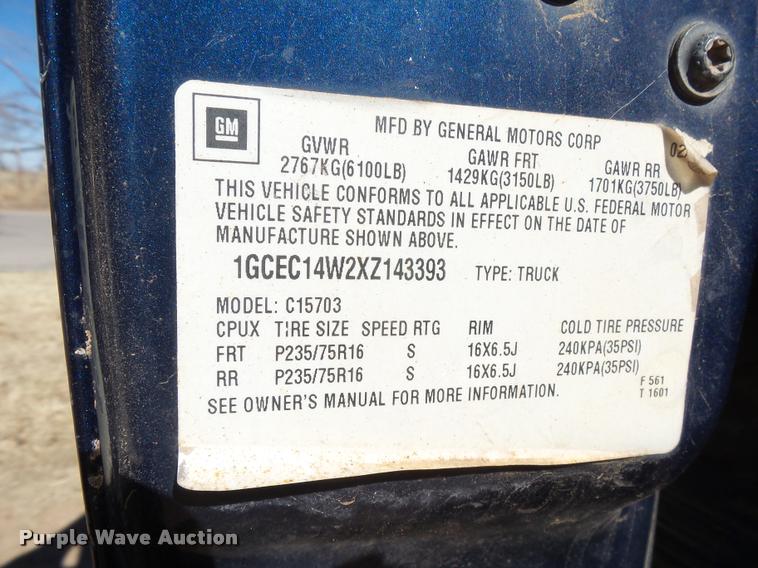 GM
MFD BY GENERAL MOTORS CORP
GVWR GAWR FRT GAWR RR
2767KG(6100LB) 1429KG(3150LB) 1701KG(3750LB)
THIS VEHICLE CONFORMS TO ALL APPLICABLE U.S. FEDERAL MOTOR
VEHICLE SAFETY STANDARDS IN EFFECT ON THE DATE OF
MANUFACTURE SHOWN ABOVE.
1GCEC14W2XZ143393 TYPE: TRUCK
MODEL: C15703
CPUX TIRE SIZE SPEED RTG RIM COLD TIRE PRESSURE
FRT P235/75R16 S 16X6.5J 240KPA(35PSI)
RR P235/75R16 S 16X6.5J 240KPA(35PSI)
SEE OWNER'S MANUAL FOR MORE INFORMATION.
F 561
T 1601
Purple Wave Auction